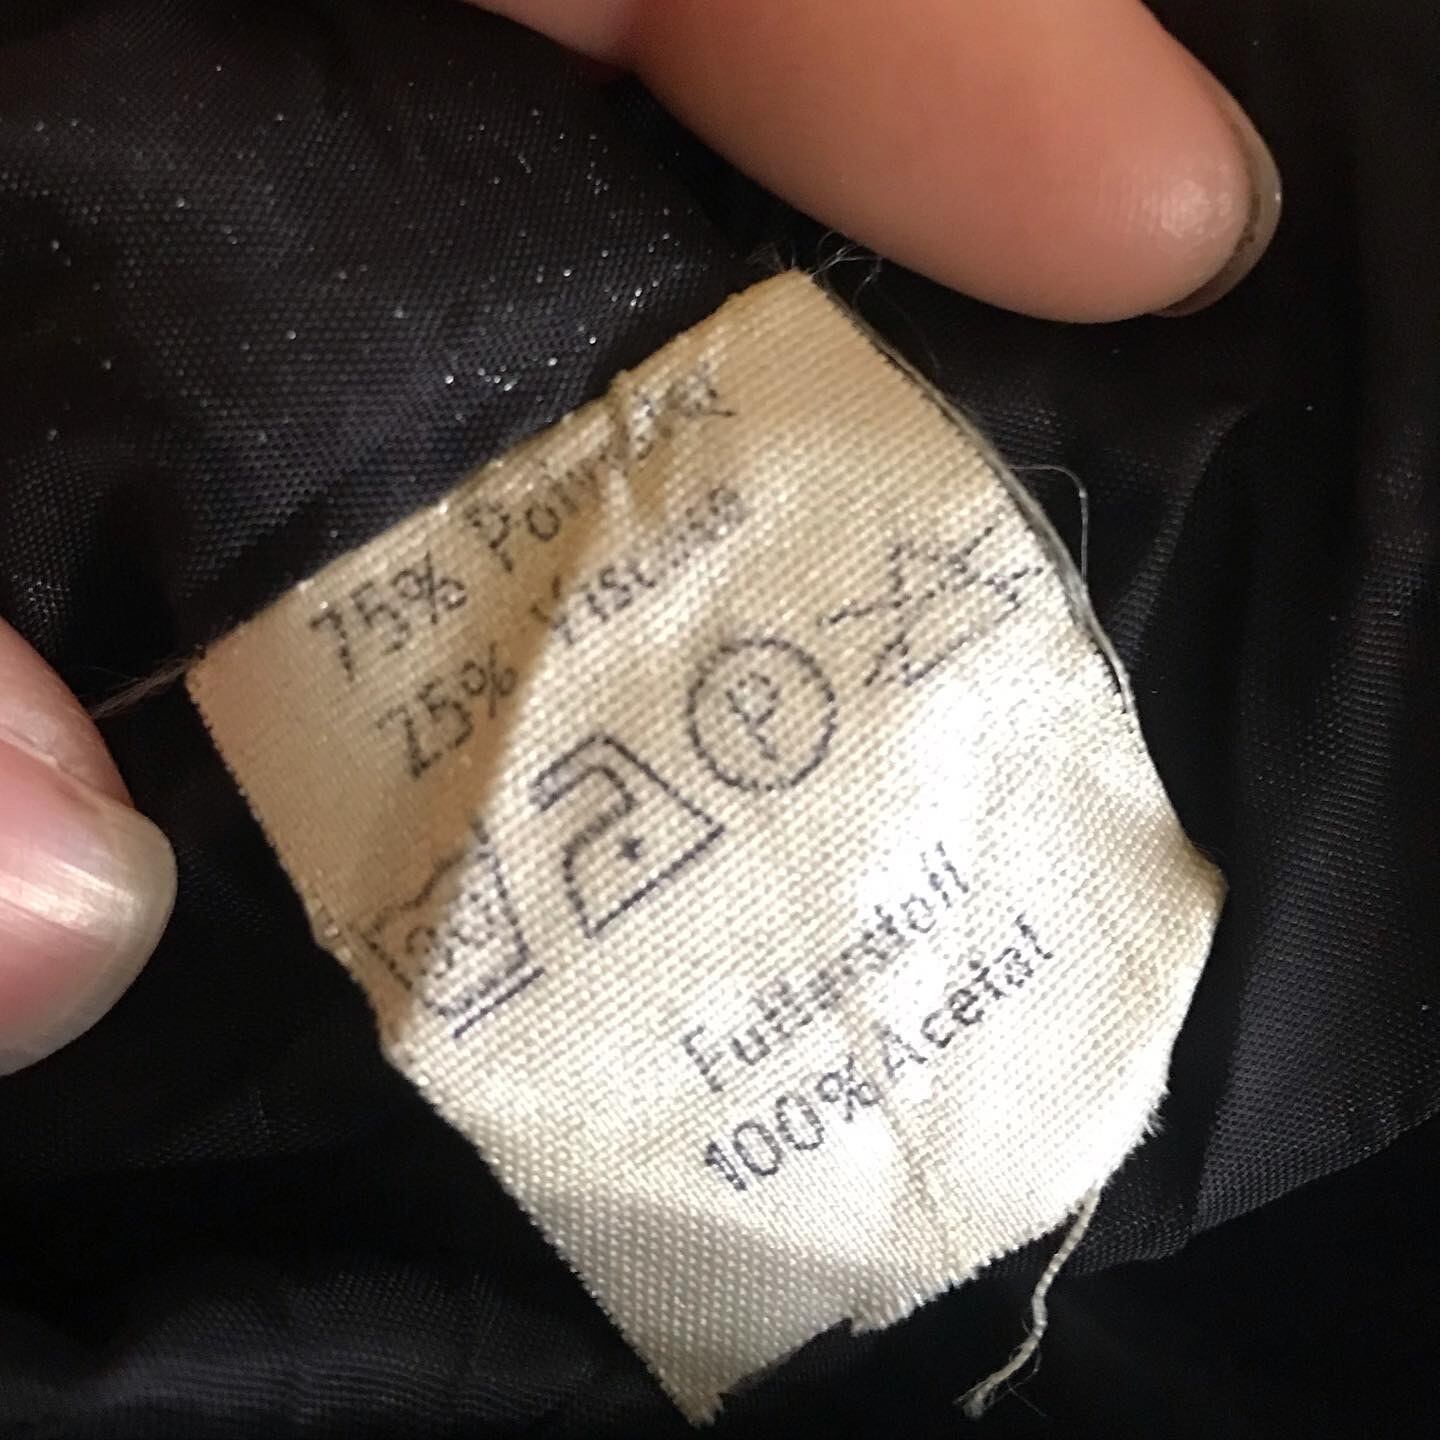 75% Polyester
25% Viskose
P
Futterstoff
100% Acetat